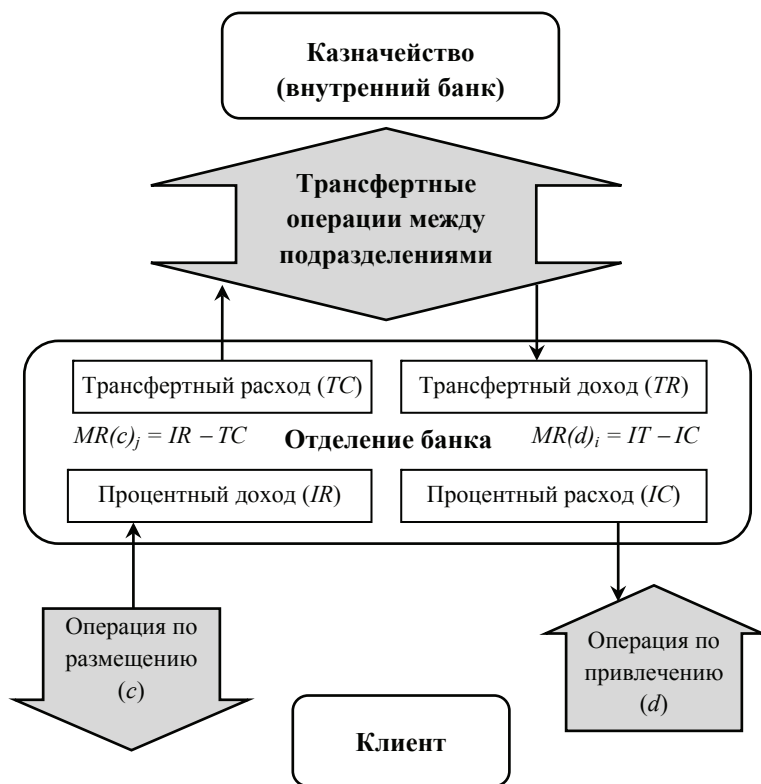 Казначейство
(внутренний банк)
Трансфертные
операции между
подразделениями
Трансфертный расход (TC)
Трансфертный доход (TR)
MR(c)j = IR – TC
Отделение банка
MR(d)i = IT – IC
Процентный доход (IR)
Процентный расход (IC)
Операция по
размещению
(c)
Операция по
привлечению
(d)
Клиент